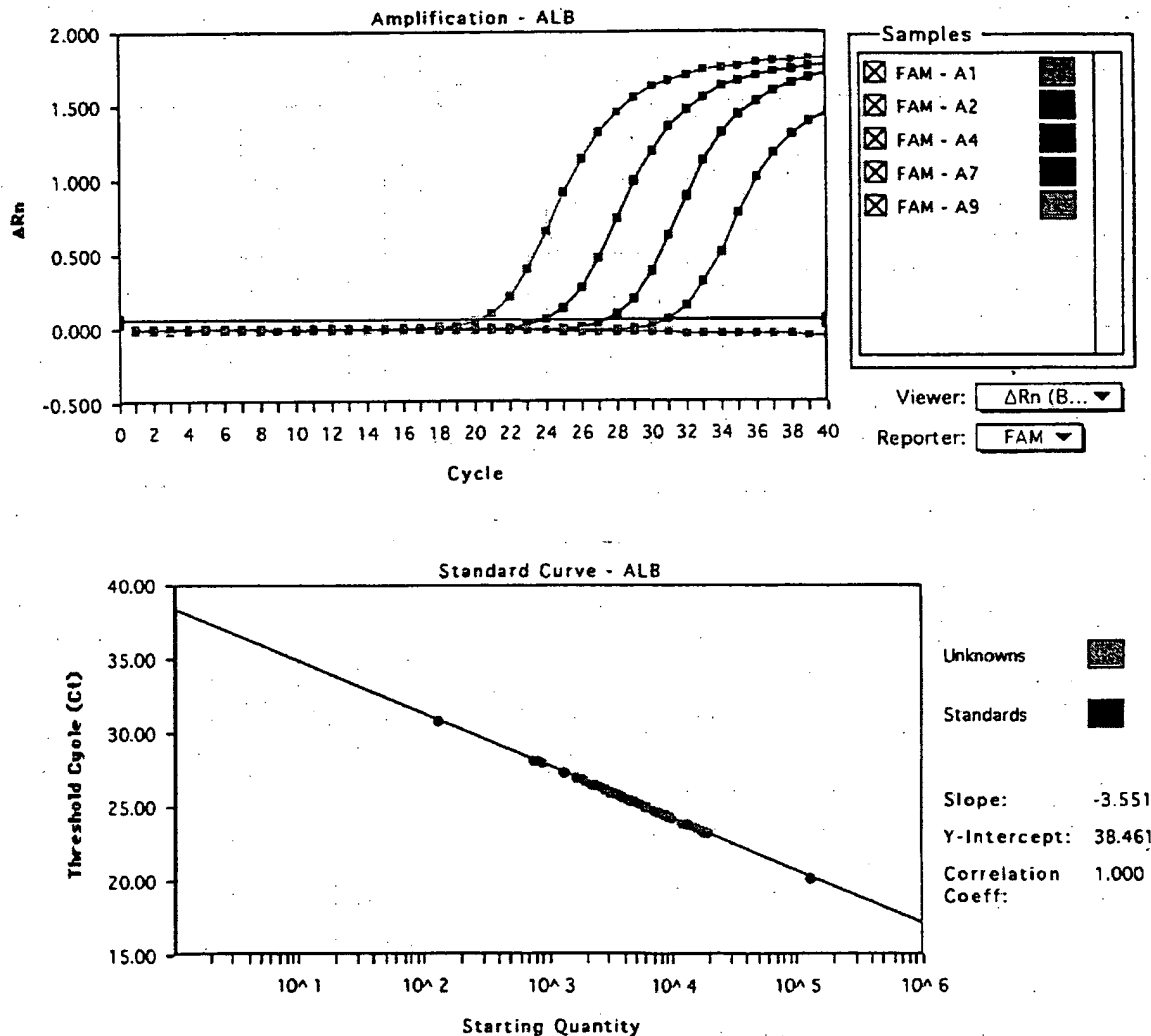 Amplification - ALB
2.000
1.500
1.000
0.500
0.000
-0.500
ΔRn
0 2 4 6 8 10 12 14 16 18 20 22 24 26 28 30 32 34 36 38 40
Cycle
Samples
FAM - A1
FAM - A2
FAM - A4
FAM - A7
FAM - A9
Viewer: ΔRn (B...
Reporter: FAM
Standard Curve - ALB
40.00
35.00
30.00
25.00
20.00
15.00
Threshold Cycle (Ct)
10^1 10^2 10^3 10^4 10^5 10^6
Starting Quantity
Unknowns
Standards
Slope: -3.551
Y-Intercept: 38.461
Correlation 1.000
Coeff: